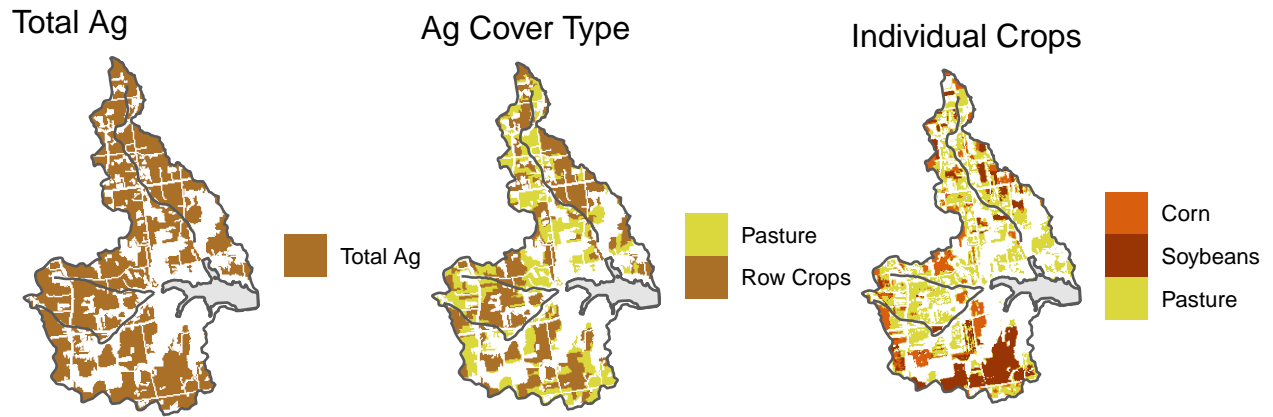 Total Ag
Ag Cover Type
Individual Crops
Total Ag
Pasture
Row Crops
Corn
Soybeans
Pasture